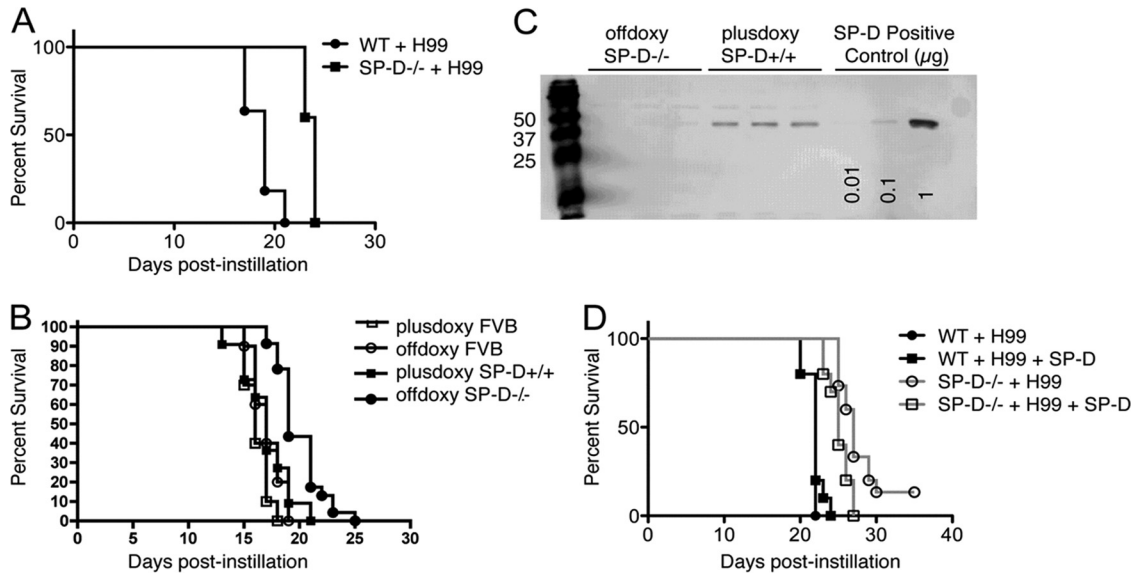 A
100
50
0
Percent Survival
0 10 20 30
Days post-instillation
WT + H99
SP-D-/- + H99
C
offdoxy
SP-D-/-
plusdoxy
SP-D+/+
SP-D Positive
Control (µg)
50
37
25
0.01
0.1
1
B
100
90
80
70
60
50
40
30
20
10
0
Percent Survival
0 5 10 15 20 25 30
Days post-instillation
plusdoxy FVB
offdoxy FVB
plusdoxy SP-D+/+
offdoxy SP-D-/-
D
100
50
0
Percent Survival
0 10 20 30 40
Days post-instillation
WT + H99
WT + H99 + SP-D
SP-D-/- + H99
SP-D-/- + H99 + SP-D